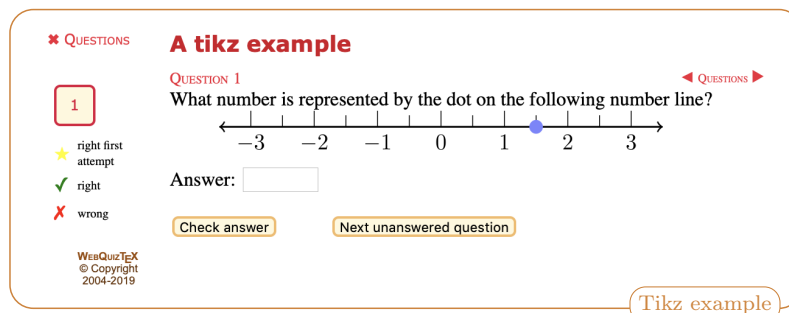 ✖ QUESTIONS
A tikz example
QUESTION 1
◀ QUESTIONS ▶
1
What number is represented by the dot on the following number line?
−3 −2 −1 0 1 2 3
right first
attempt
right
wrong
Answer:
Check answer
Next unanswered question
WEBQUIZTEX
© Copyright
2004-2019
Tikz example